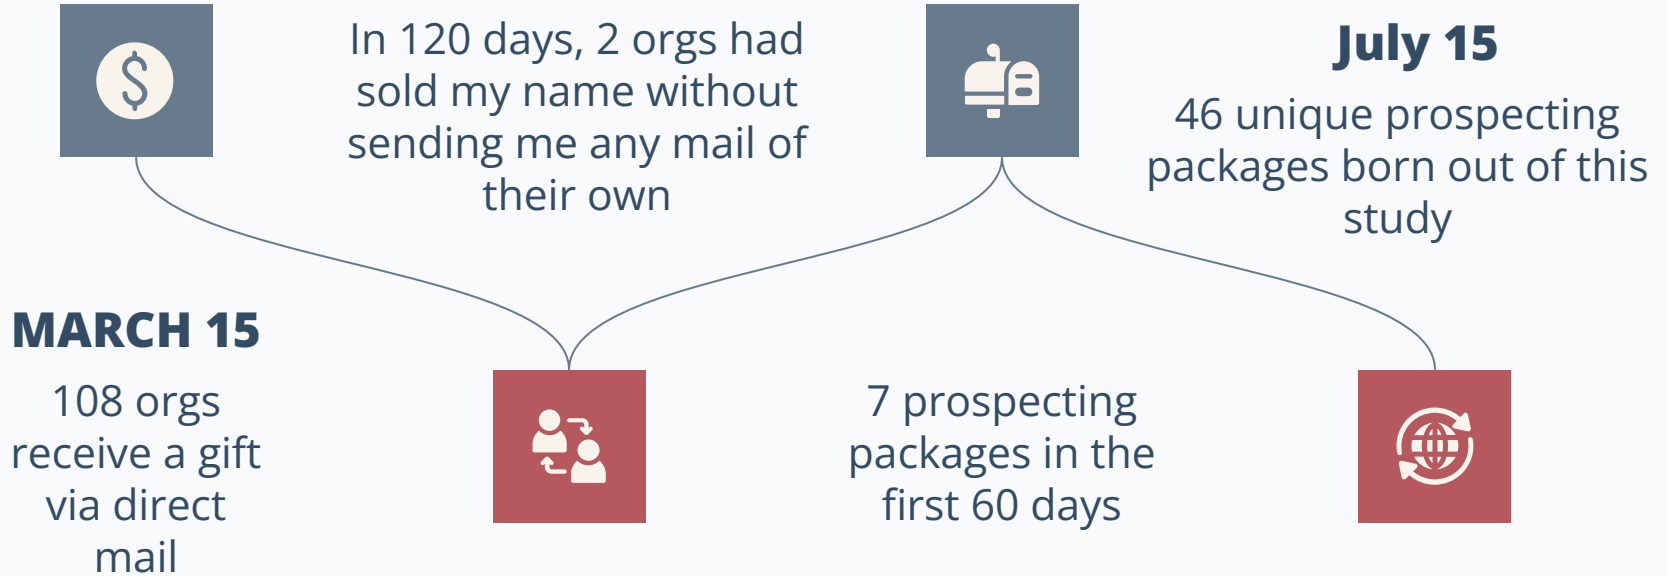 MARCH 15
108 orgs
receive a gift
via direct
mail
In 120 days, 2 orgs had
sold my name without
sending me any mail of
their own
7 prospecting
packages in the
first 60 days
July 15
46 unique prospecting
packages born out of this
study